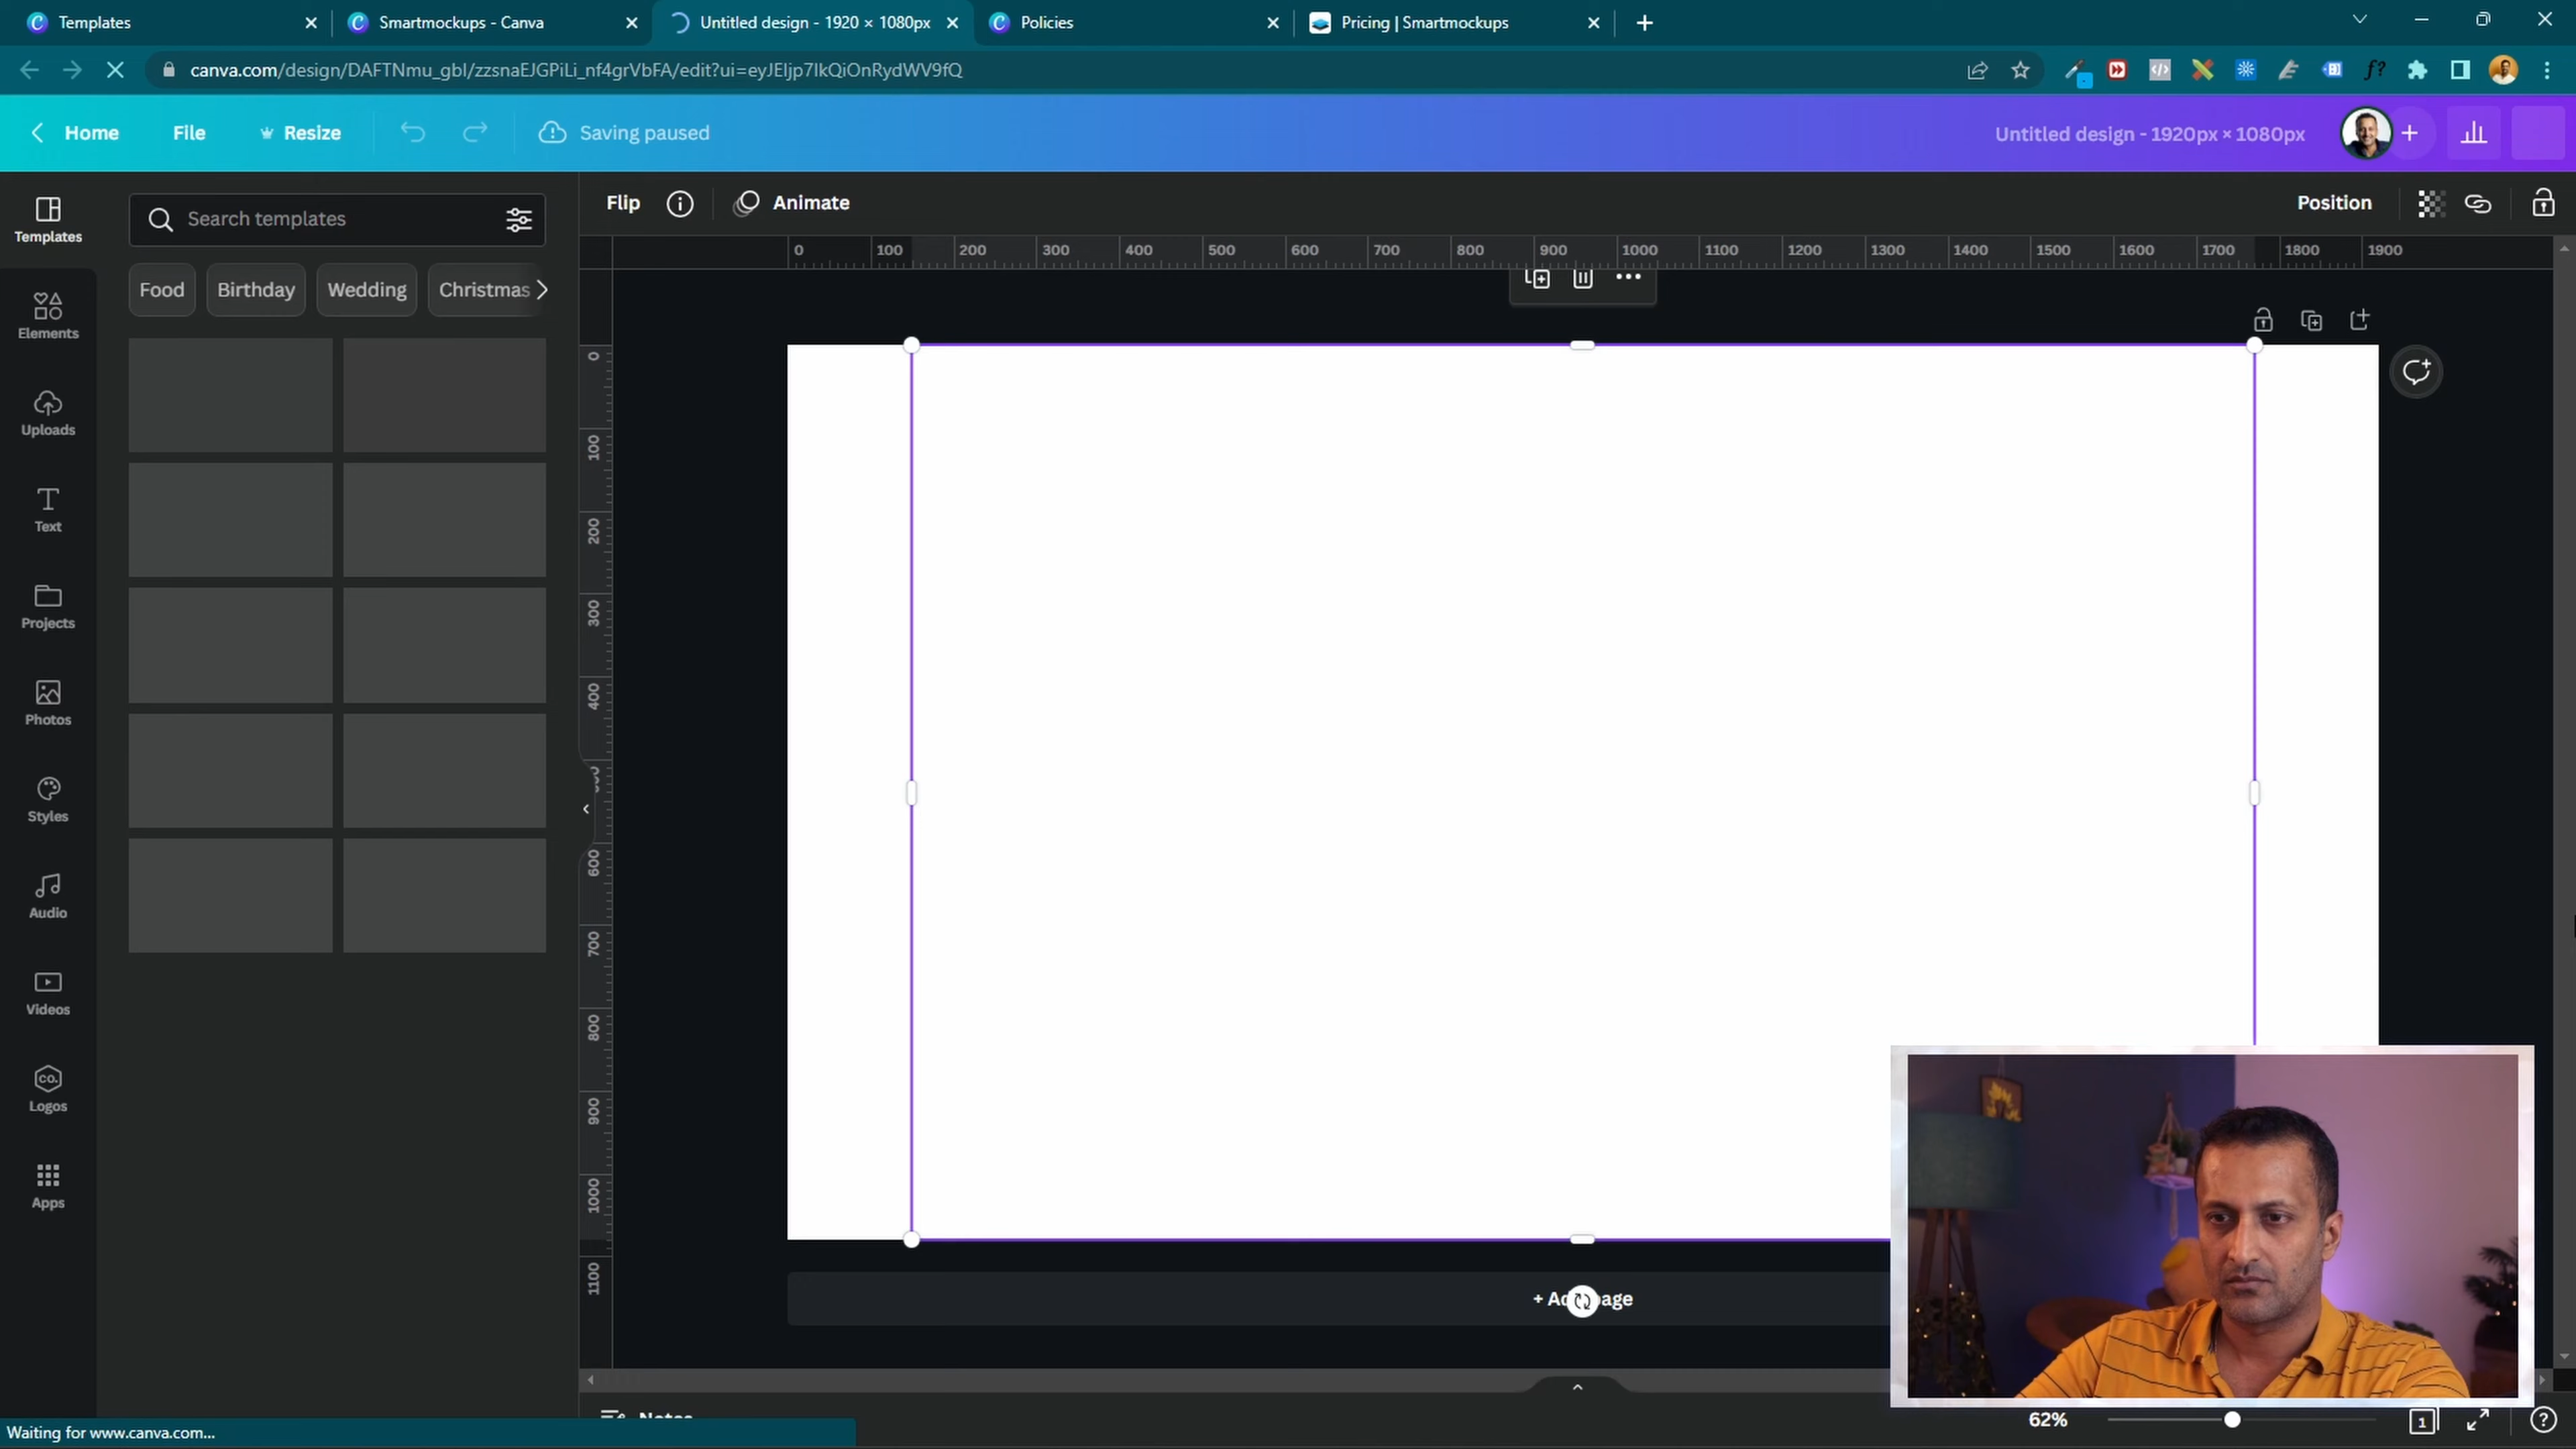 Templates
Smartmockups - Canva
Untitled design - 1920 × 1080px
Policies
Pricing | Smartmockups
canva.com/design/DAFTNmu_gbI/zzsnaEJGPiLi_nf4grVbFA/edit?ui=eyJEIjp7IkQiOnRydWV9fQ
Home
File
Resize
Saving paused
Untitled design - 1920px × 1080px
Templates
Search templates
Flip
Animate
Position
0 100 200 300 400 500 600 700 800 900 1000 1100 1200 1300 1400 1500 1600 1700 1800 1900
Food
Birthday
Wedding
Christmas
Elements
Uploads
Text
Projects
Photos
Styles
Audio
Videos
CO.
Logos
Apps
0
100
200
300
400
600
700
800
900
1000
1100
62%
1
Waiting for www.canva.com...